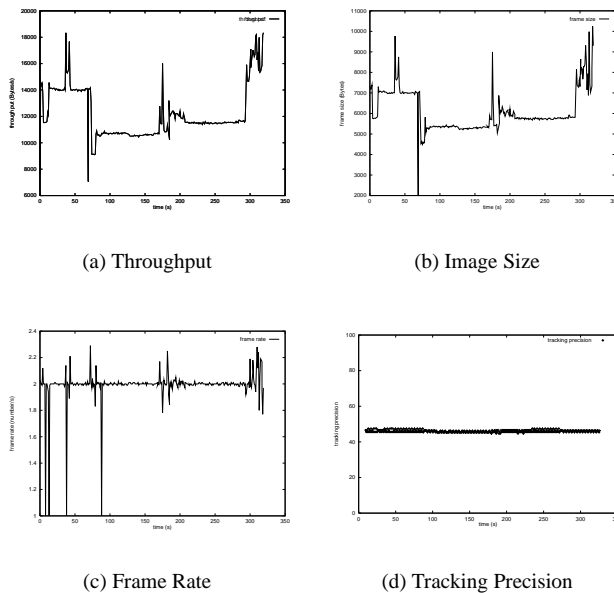 20000
18000
16000
14000
12000
10000
8000
6000
0 50 100 150 200 250 300 350
throughput (Bytes/s)
time (s)
throughput
(a) Throughput
11000
10000
9000
8000
7000
6000
5000
4000
3000
2000
0 50 100 150 200 250 300
frame size (Bytes)
time (s)
frame size
(b) Image Size
2.4
2.2
2
1.8
1.6
1.4
1.2
1
0 50 100 150 200 250 300 350
frame rate (number/s)
time (s)
frame rate
(c) Frame Rate
100
80
60
40
20
0
0 50 100 150 200 250 300
tracking precision
time (s)
tracking precision
(d) Tracking Precision